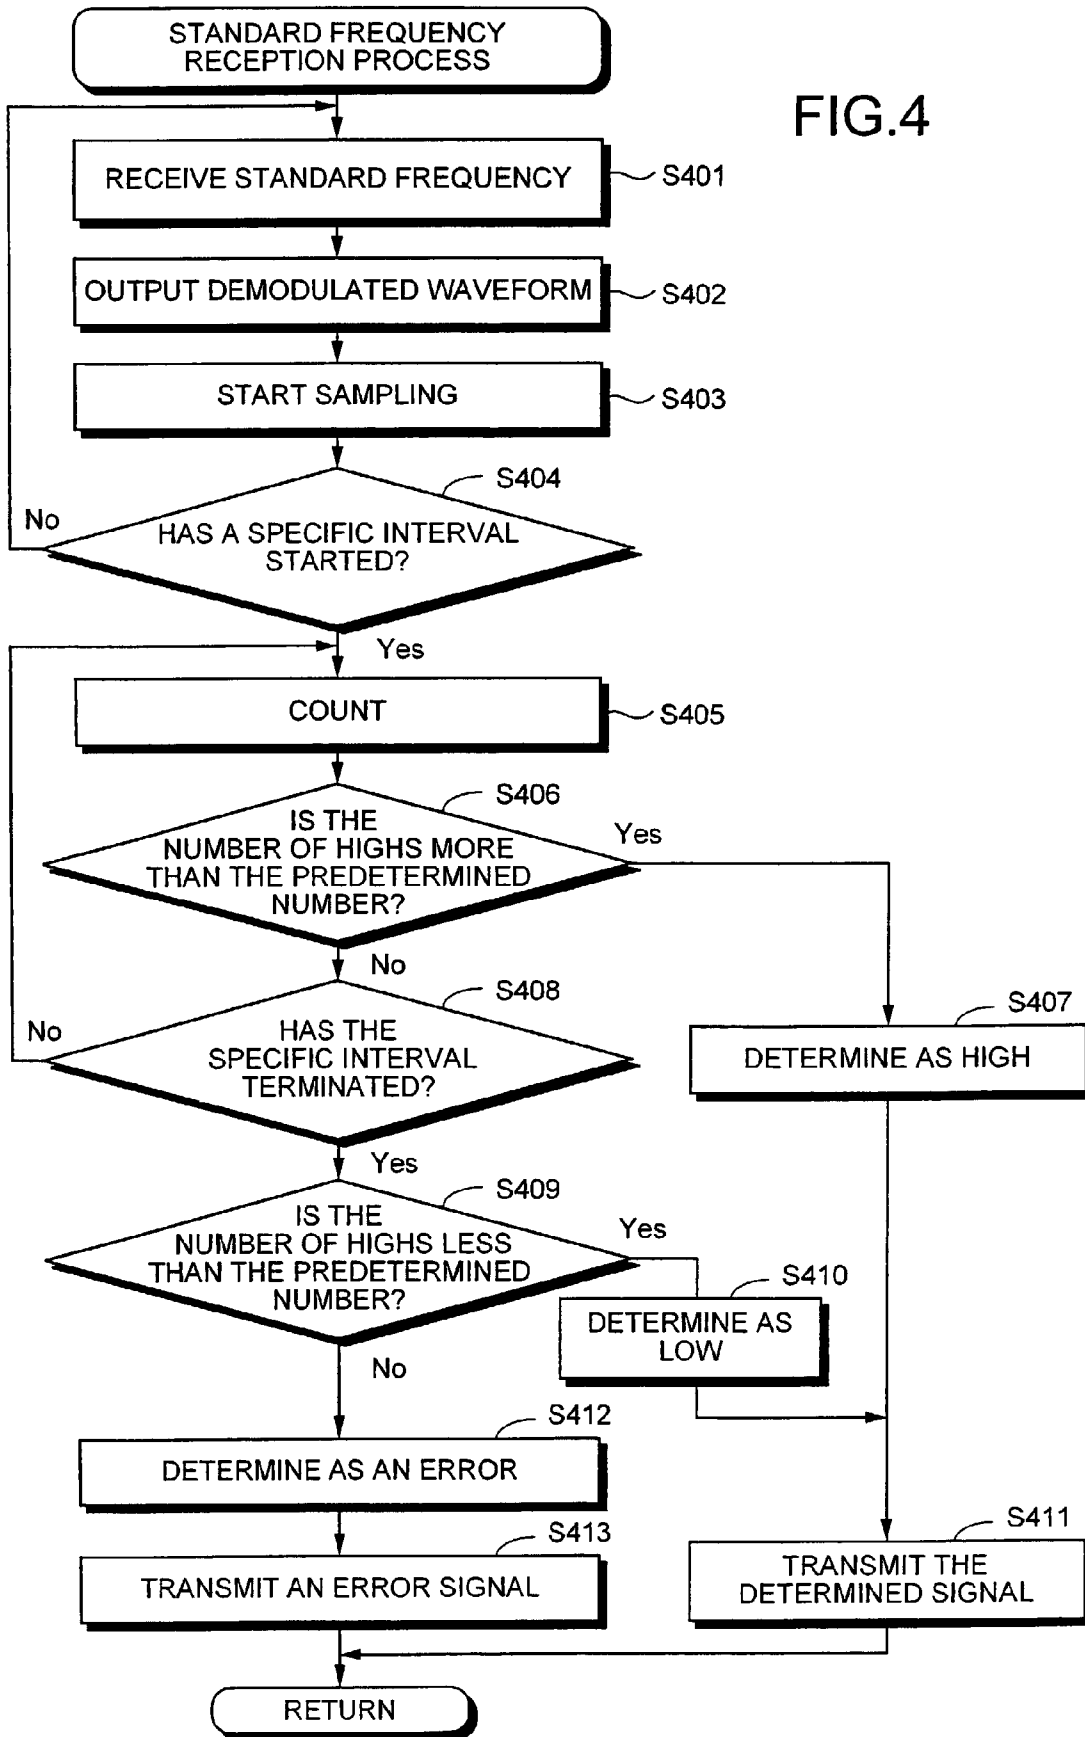 STANDARD FREQUENCY
RECEPTION PROCESS
FIG.4
RECEIVE STANDARD FREQUENCY
S401
OUTPUT DEMODULATED WAVEFORM
S402
START SAMPLING
S403
S404
No
HAS A SPECIFIC INTERVAL
STARTED?
Yes
COUNT
S405
S406
IS THE
NUMBER OF HIGHS MORE
THAN THE PREDETERMINED
NUMBER?
Yes
No
S408
No
HAS THE
SPECIFIC INTERVAL
TERMINATED?
S407
DETERMINE AS HIGH
Yes
S409
IS THE
NUMBER OF HIGHS LESS
THAN THE PREDETERMINED
NUMBER?
Yes
S410
DETERMINE AS
LOW
No
S412
DETERMINE AS AN ERROR
S413
TRANSMIT AN ERROR SIGNAL
S411
TRANSMIT THE
DETERMINED SIGNAL
RETURN